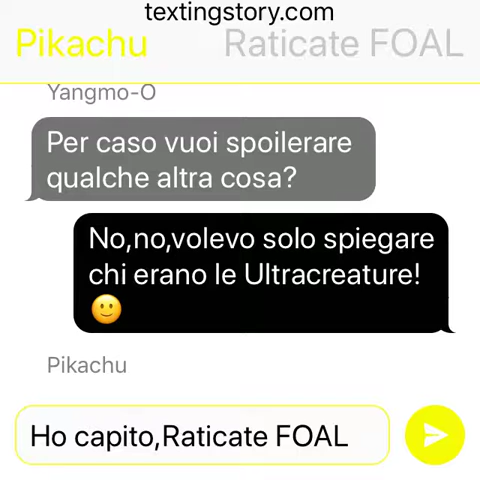 textingstory.com
Pikachu Raticate FOAL
Yangmo-O
Per caso vuoi spoilerare
qualche altra cosa?
No,no,volevo solo spiegare
chi erano le Ultracreature!
🙂
Pikachu
Ho capito,Raticate FOAL